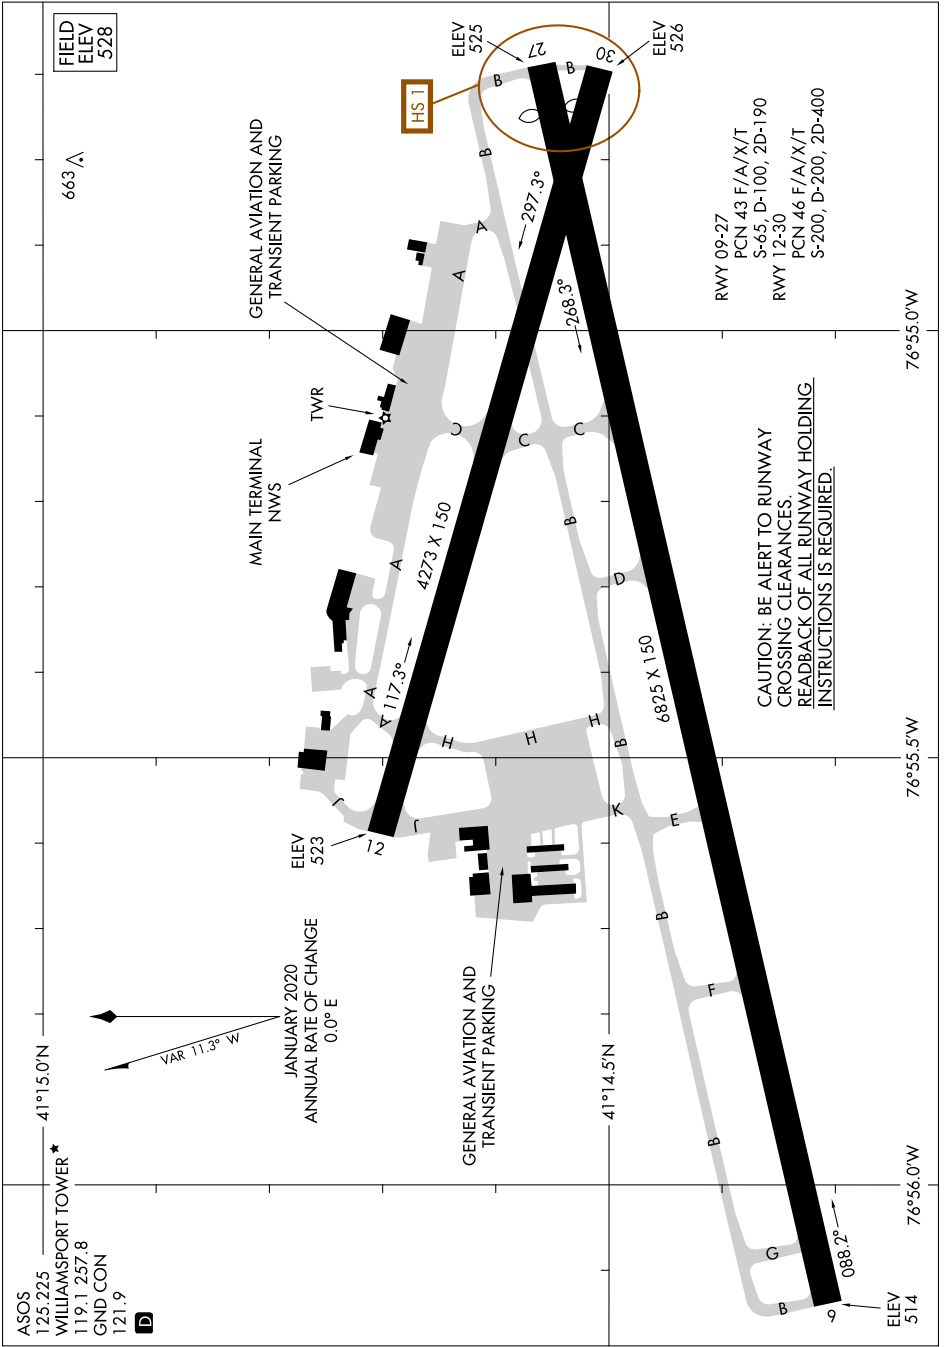 ASOS
125.225
WILLIAMSPORT TOWER ★
119.1 257.8
GND CON
121.9
D
41°15.0'N
VAR 11.3° W
JANUARY 2020
ANNUAL RATE OF CHANGE
0.0° E
FIELD
ELEV
528
663
GENERAL AVIATION AND
TRANSIENT PARKING
TWR
MAIN TERMINAL
NWS
HS 1
ELEV
525
27
ELEV
526
30
B
B
B
A
A
297.3°
268.3°
C
C
C
B
A
4273 X 150
D
A
A
117.3°
H
H
H
B
6825 X 150
J
J
K
E
ELEV
523
12
B
F
GENERAL AVIATION AND
TRANSIENT PARKING
41°14.5'N
B
G
B
088.2°
9
ELEV
514
RWY 09-27
PCN 43 F/A/X/T
S-65, D-100, 2D-190
RWY 12-30
PCN 46 F/A/X/T
S-200, D-200, 2D-400
CAUTION: BE ALERT TO RUNWAY
CROSSING CLEARANCES.
READBACK OF ALL RUNWAY HOLDING
INSTRUCTIONS IS REQUIRED.
76°55.0'W
76°55.5'W
76°56.0'W